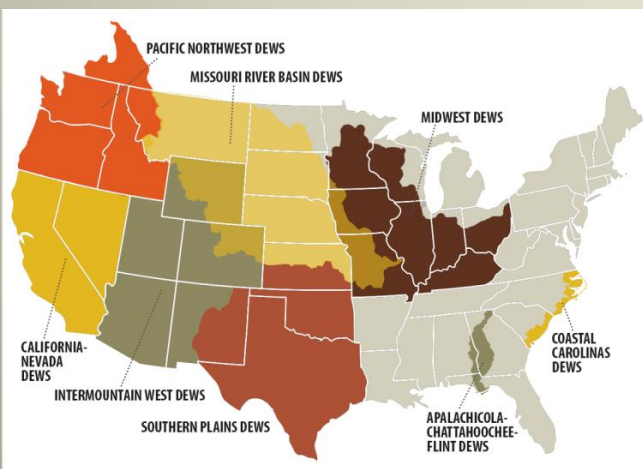 PACIFIC NORTHWEST DEWS
MISSOURI RIVER BASIN DEWS
MIDWEST DEWS
CALIFORNIA-
NEVADA
DEWS
INTERMOUNTAIN WEST DEWS
SOUTHERN PLAINS DEWS
COASTAL
CAROLINAS
DEWS
APALACHICOLA-
CHATTAHOOCHEE-
FLINT DEWS